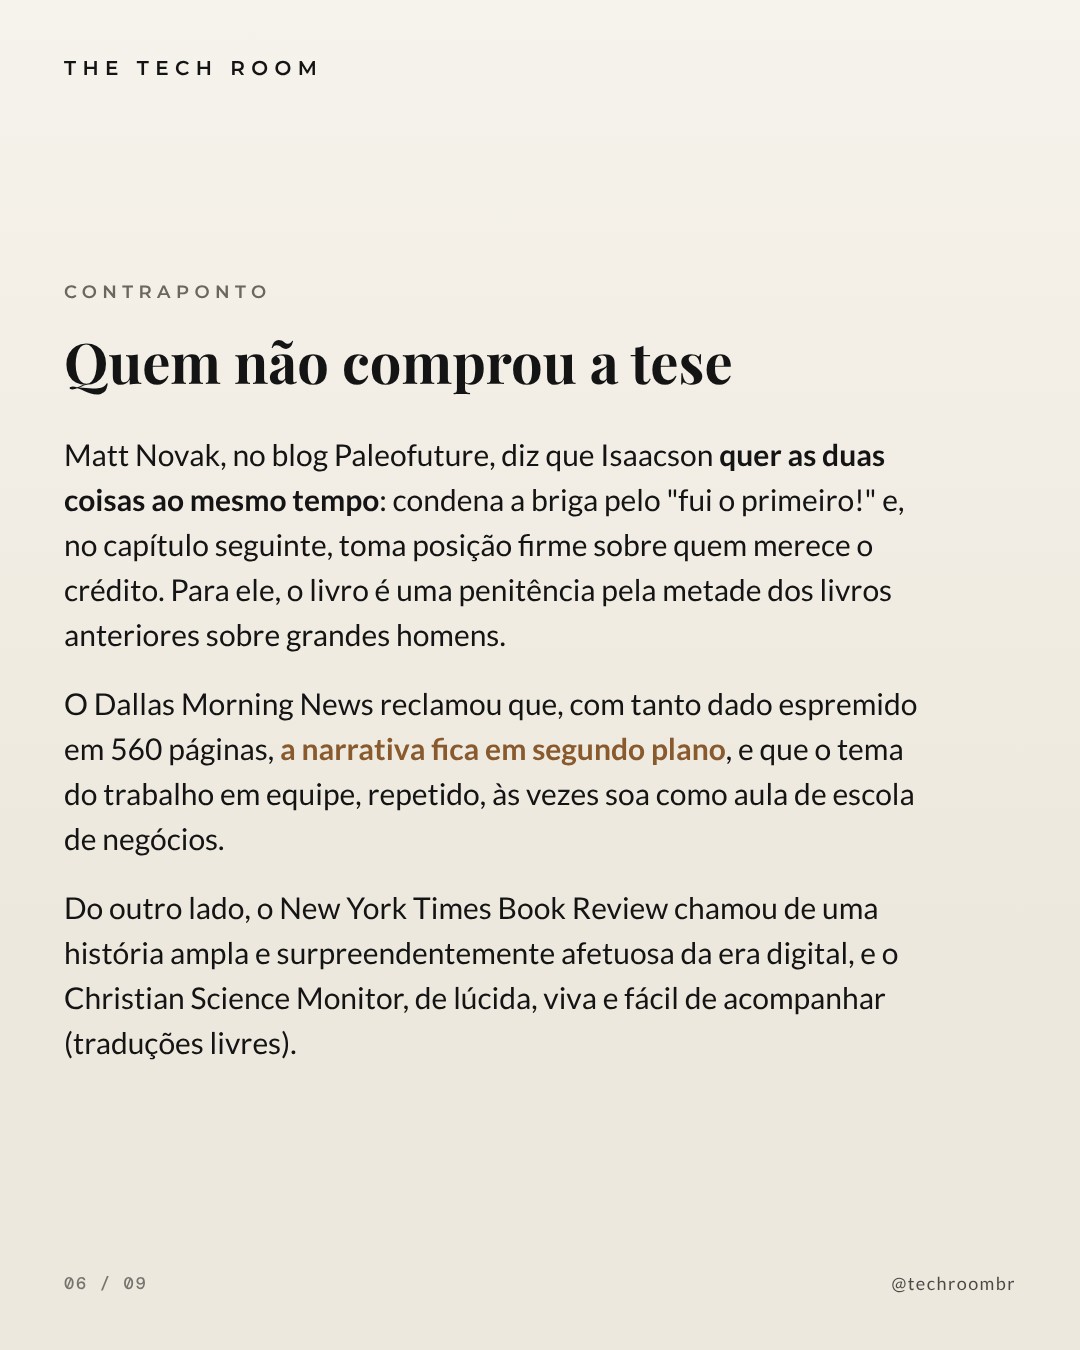 THE TECH ROOM
CONTRAPONTO
Quem não comprou a tese
Matt Novak, no blog Paleofuture, diz que Isaacson quer as duas
coisas ao mesmo tempo: condena a briga pelo "fui o primeiro!" e,
no capítulo seguinte, toma posição firme sobre quem merece o
crédito. Para ele, o livro é uma penitência pela metade dos livros
anteriores sobre grandes homens.
O Dallas Morning News reclamou que, com tanto dado espremido
em 560 páginas, a narrativa fica em segundo plano, e que o tema
do trabalho em equipe, repetido, às vezes soa como aula de escola
de negócios.
Do outro lado, o New York Times Book Review chamou de uma
história ampla e surpreendentemente afetuosa da era digital, e o
Christian Science Monitor, de lúcida, viva e fácil de acompanhar
(traduções livres).
06 / 09
@techroombr